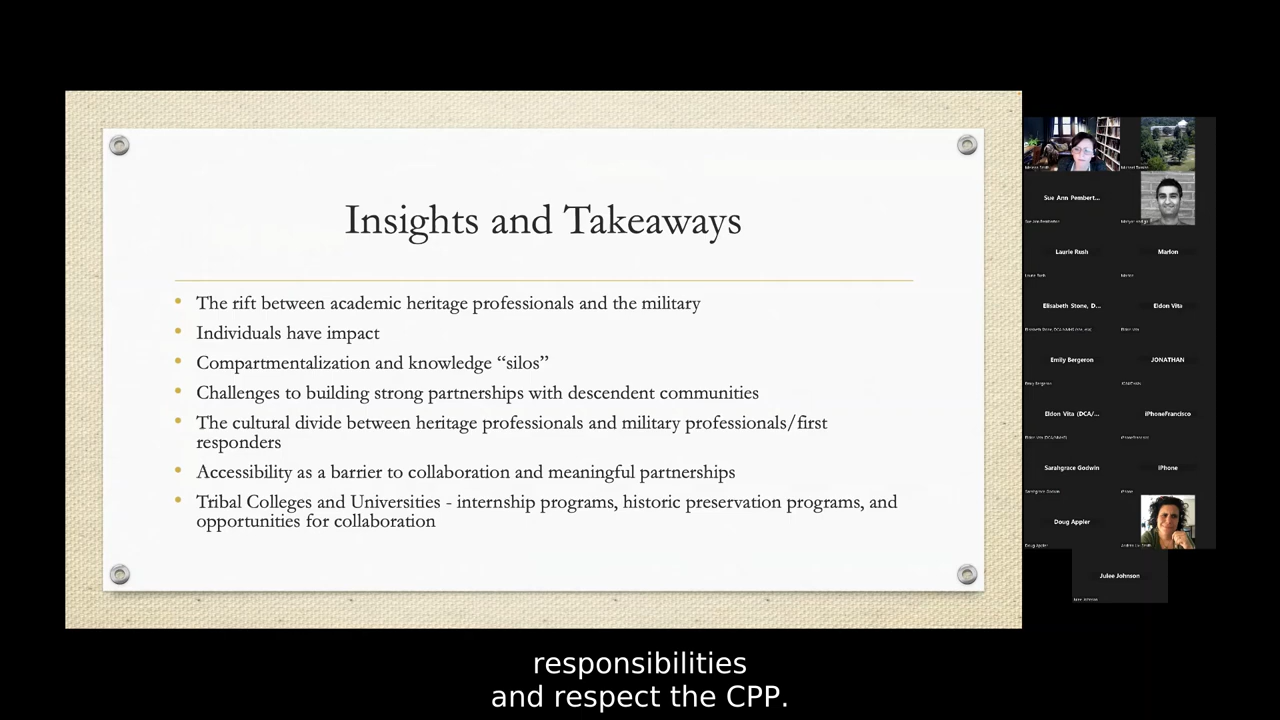 Insights and Takeaways
The rift between academic heritage professionals and the military
Individuals have impact
Compartmentalization and knowledge “silos”
Challenges to building strong partnerships with descendent communities
The cultural divide between heritage professionals and military professionals/first
responders
Accessibility as a barrier to collaboration and meaningful partnerships
Tribal Colleges and Universities - internship programs, historic preservation programs, and
opportunities for collaboration
Sue Ann Pembert...
Laurie Rush
Marlon
Elisabeth Stone, D...
Eldon Vita
Emily Bergeron
JONATHAN
Eldon Vita (DCA/...
iPhoneFrancisco
Sarahgrace Godwin
iPhone
Doug Appler
Julee Johnson
responsibilities
and respect the CPP.